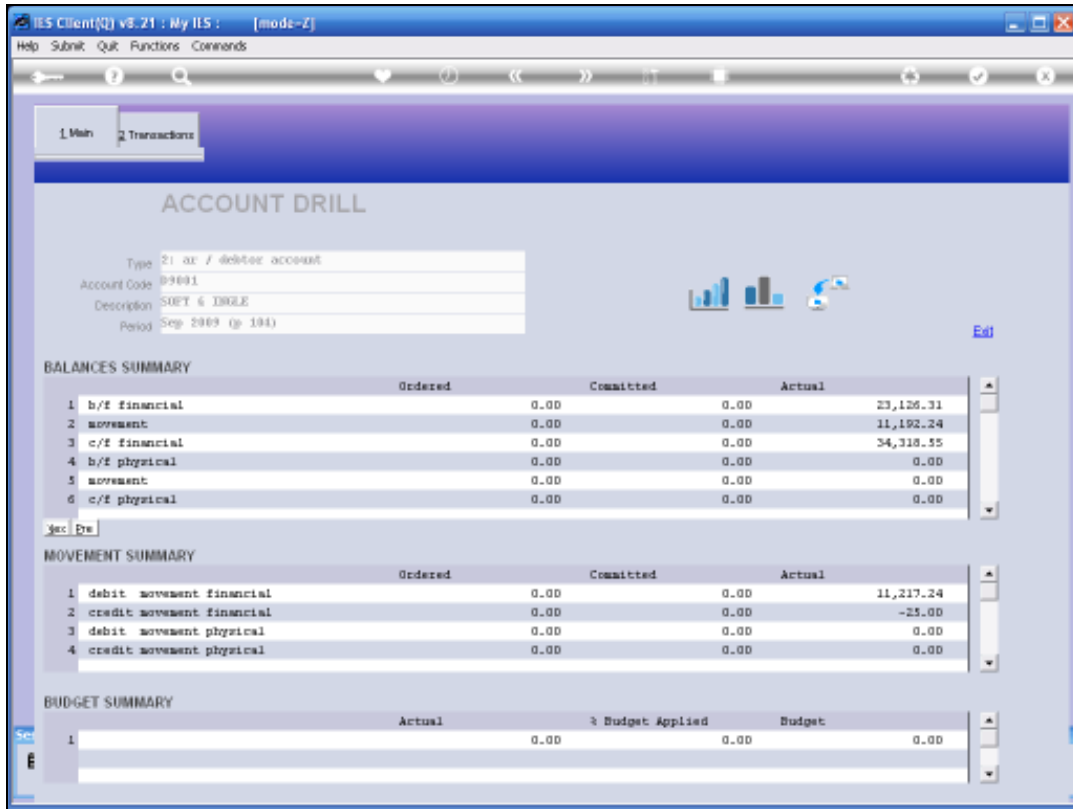 IES Client(Q) v8.21 : My IES : [mode-Z]
Help Submit Quit Functions Commands
1 Main 2 Transactions
ACCOUNT DRILL
Type 2: ar / debtor account
Account Code D9001
Description SOFT & INGLE
Period Sep 2009 (p 104)
Exit
BALANCES SUMMARY
Ordered Committed Actual
1 b/f financial 0.00 0.00 23,126.31
2 movement 0.00 0.00 11,192.24
3 c/f financial 0.00 0.00 34,318.55
4 b/f physical 0.00 0.00 0.00
5 movement 0.00 0.00 0.00
6 c/f physical 0.00 0.00 0.00
Nex Pre
MOVEMENT SUMMARY
Ordered Committed Actual
1 debit movement financial 0.00 0.00 11,217.24
2 credit movement financial 0.00 0.00 -25.00
3 debit movement physical 0.00 0.00 0.00
4 credit movement physical 0.00 0.00 0.00
BUDGET SUMMARY
Actual % Budget Applied Budget
1 0.00 0.00 0.00
Se